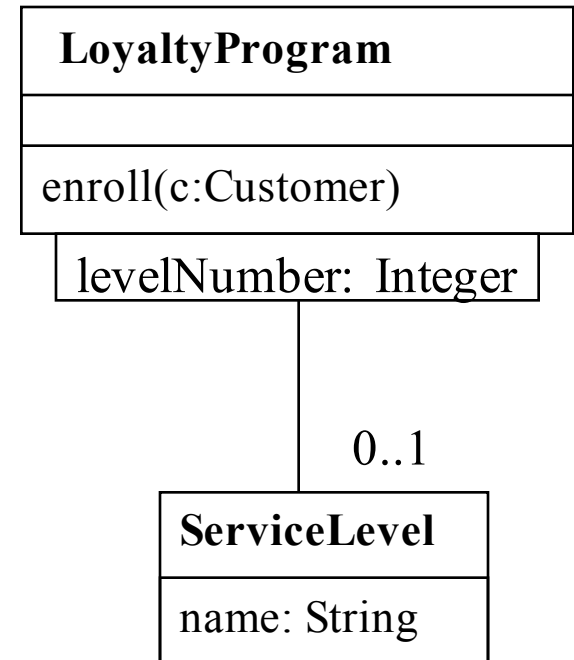 LoyaltyProgram
enroll(c:Customer)
levelNumber: Integer
0..1
ServiceLevel
name: String